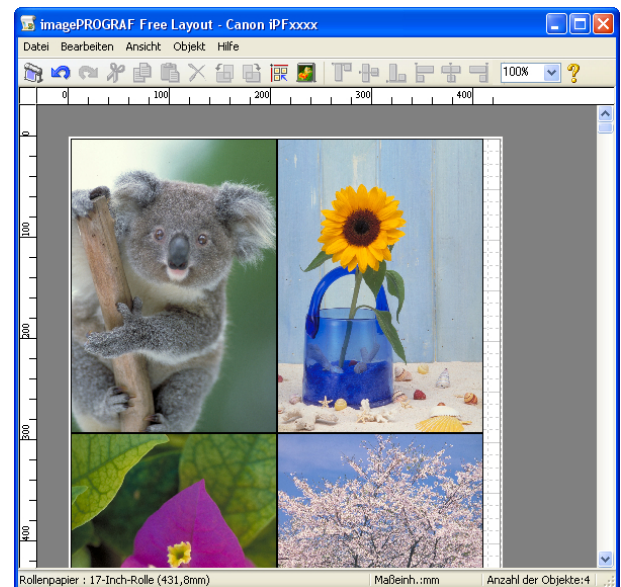 imagePROGRAF Free Layout - Canon iPFxxxx
Datei Bearbeiten Ansicht Objekt Hilfe
100%
0 100 200 300 400
0
100
200
300
400
Rollenpapier : 17-Inch-Rolle (431,8mm) Maßeinh.:mm Anzahl der Objekte:4